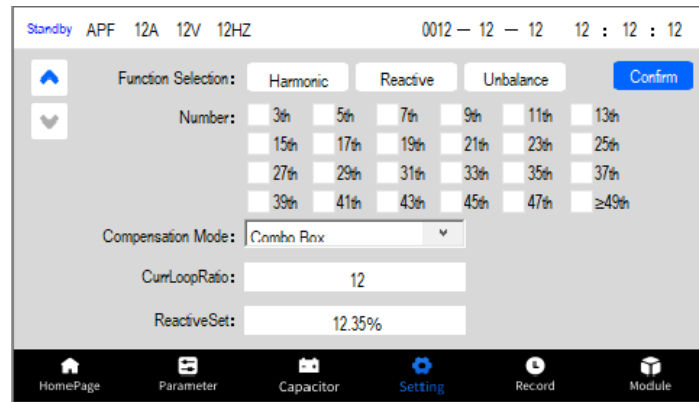 Standby APF 12A 12V 12HZ 0012 — 12 — 12 12 : 12 : 12
Function Selection: Harmonic Reactive Unbalance Confirm
Number: 3th 5th 7th 9th 11th 13th
15th 17th 19th 21th 23th 25th
27th 29th 31th 33th 35th 37th
39th 41th 43th 45th 47th ≥49th
Compensation Mode: Combo Box
CurrLoopRatio: 12
ReactiveSet: 12.35%
HomePage Parameter Capacitor Setting Record Module